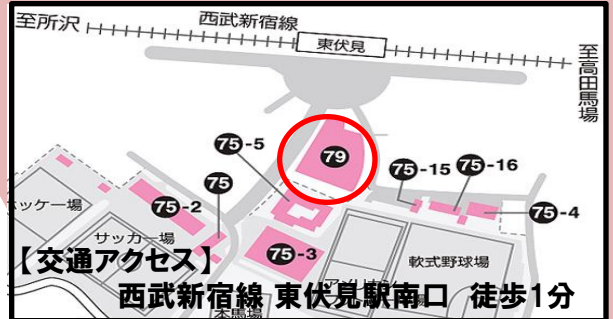 至所沢
西武新宿線
東伏見
至高田馬場
79
75-5
75-15
75-16
75
75-2
75-4
ホッケー場
サッカー場
75-3
軟式野球場
【交通アクセス】
西武新宿線 東伏見駅南口 徒歩1分